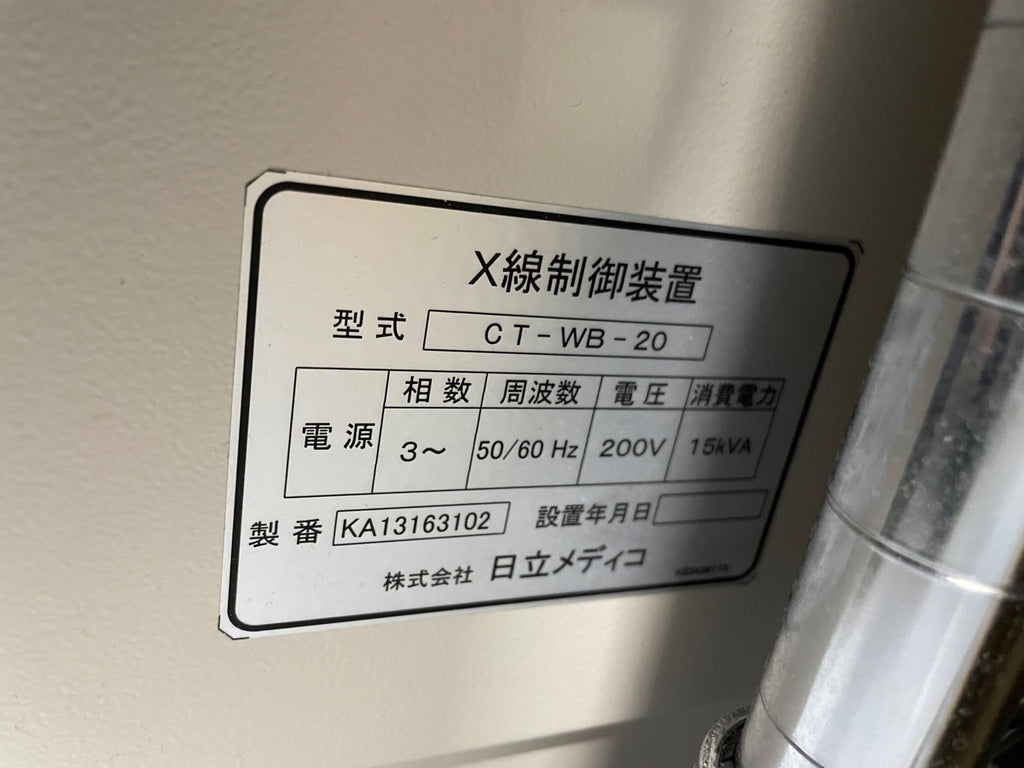 X線制御装置
型式 CT-WB-20
電源 相数 周波数 電圧 消費電力
3～ 50/60 Hz 200V 15kVA
製番 KA13163102 設置年月日
株式会社 日立メディコ